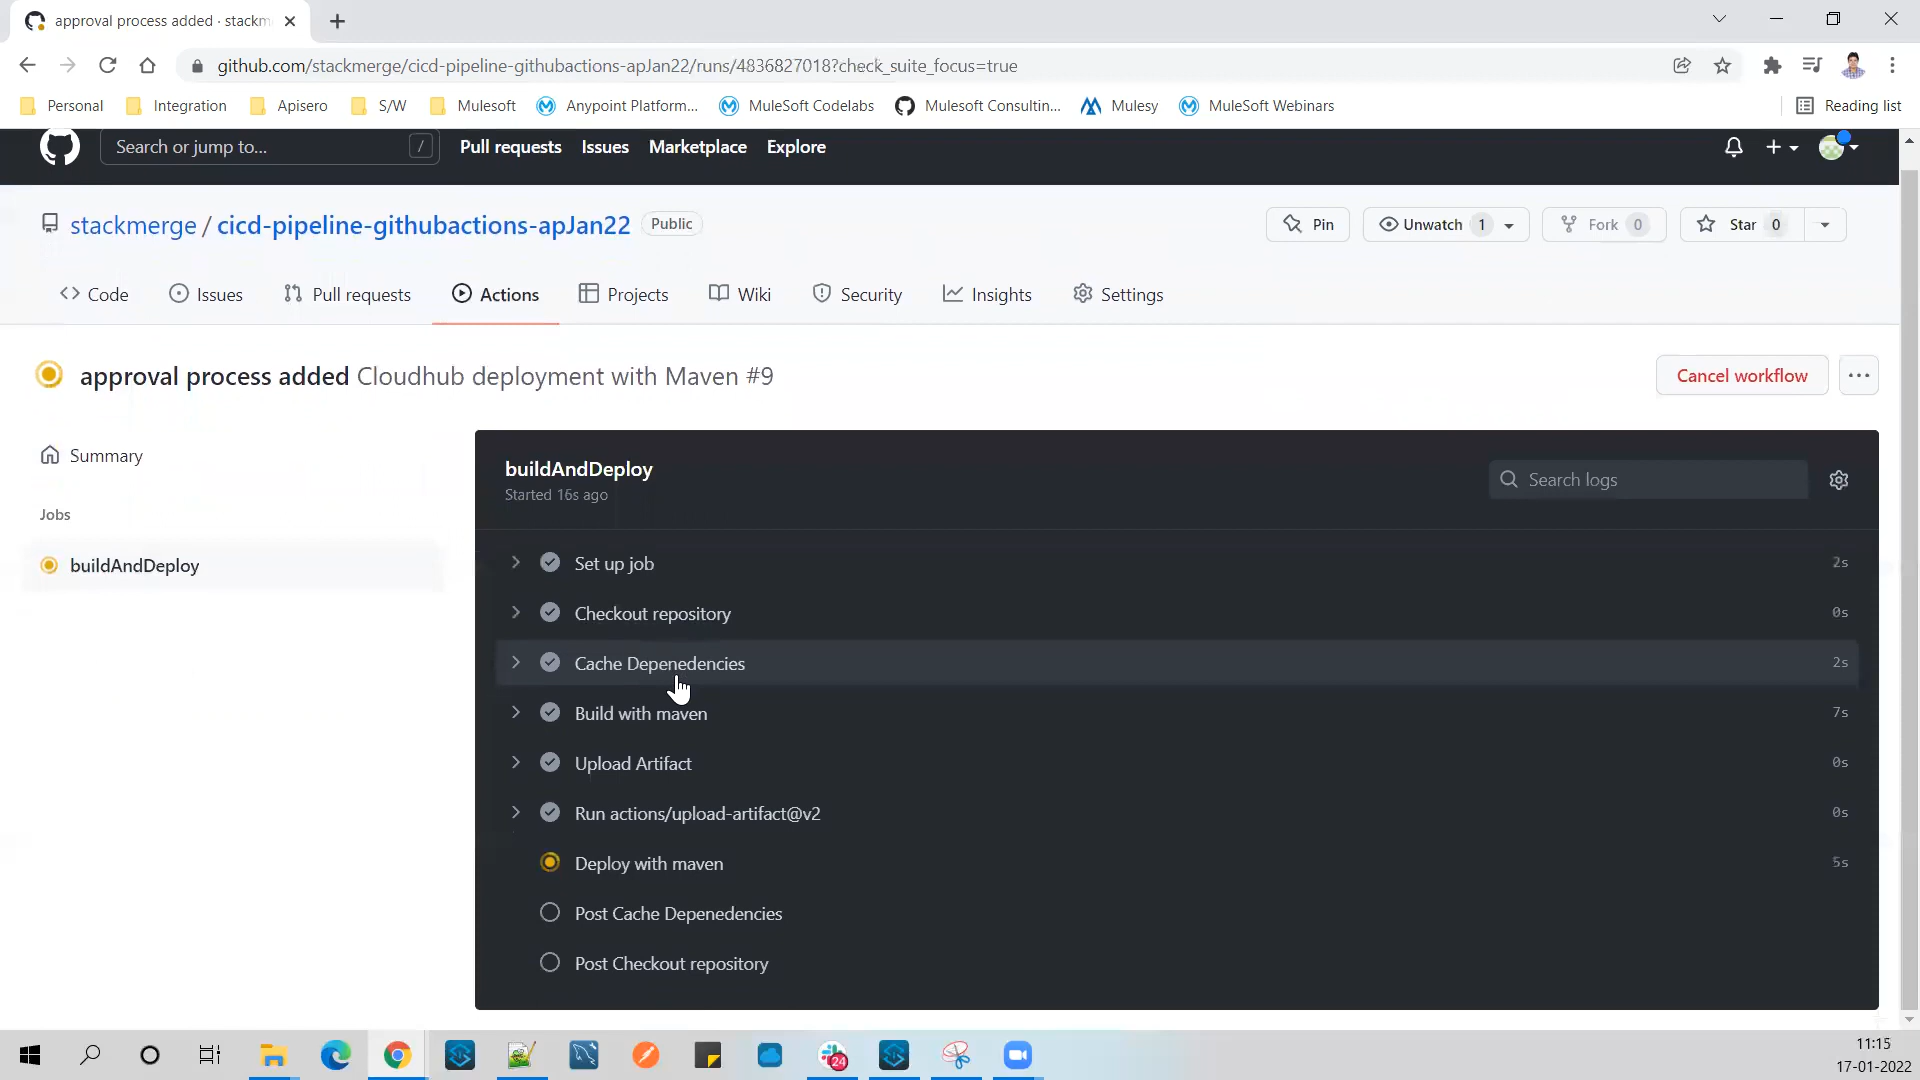 approval process added · stackm
github.com/stackmerge/cicd-pipeline-githubactions-apJan22/runs/4836827018?check_suite_focus=true
Personal Integration Apisero S/W Mulesoft Anypoint Platform... MuleSoft Codelabs Mulesoft Consultin... Mulesy MuleSoft Webinars Reading list
Search or jump to... / Pull requests Issues Marketplace Explore
stackmerge / cicd-pipeline-githubactions-apJan22 Public Pin Unwatch 1 Fork 0 Star 0
Code Issues Pull requests Actions Projects Wiki Security Insights Settings
approval process added Cloudhub deployment with Maven #9 Cancel workflow
Summary
Jobs
buildAndDeploy
buildAndDeploy
Started 16s ago
Search logs
Set up job 2s
Checkout repository 0s
Cache Depenedencies 2s
Build with maven 7s
Upload Artifact 0s
Run actions/upload-artifact@v2 0s
Deploy with maven 5s
Post Cache Depenedencies
Post Checkout repository
24
11:15
17-01-2022